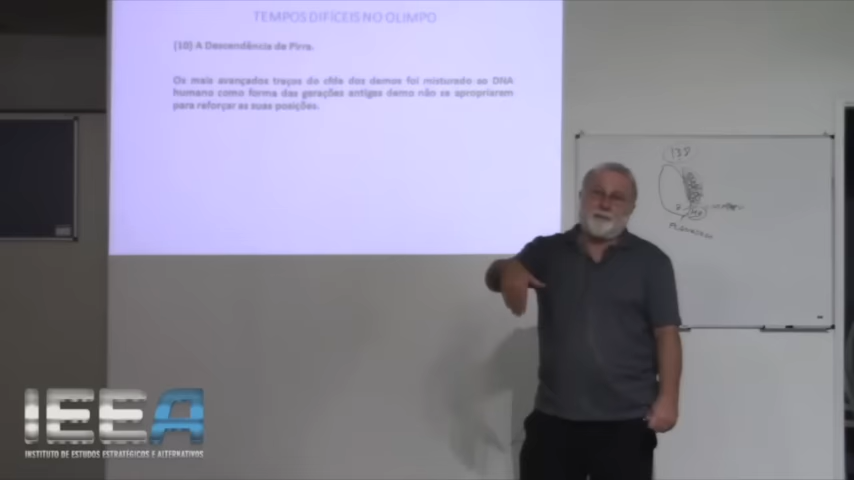 TEMPOS DIFÍCEIS NO OLIMPO
(10) A Descendência de Pirra.
Os mais avançados traços do cfda dos demos foi misturado ao DNA
humano como forma das gerações antigas demo não se apropriarem
para reforçar as suas posições.
138
IEEA
INSTITUTO DE ESTUDOS ESTRATÉGICOS E ALTERNATIVOS